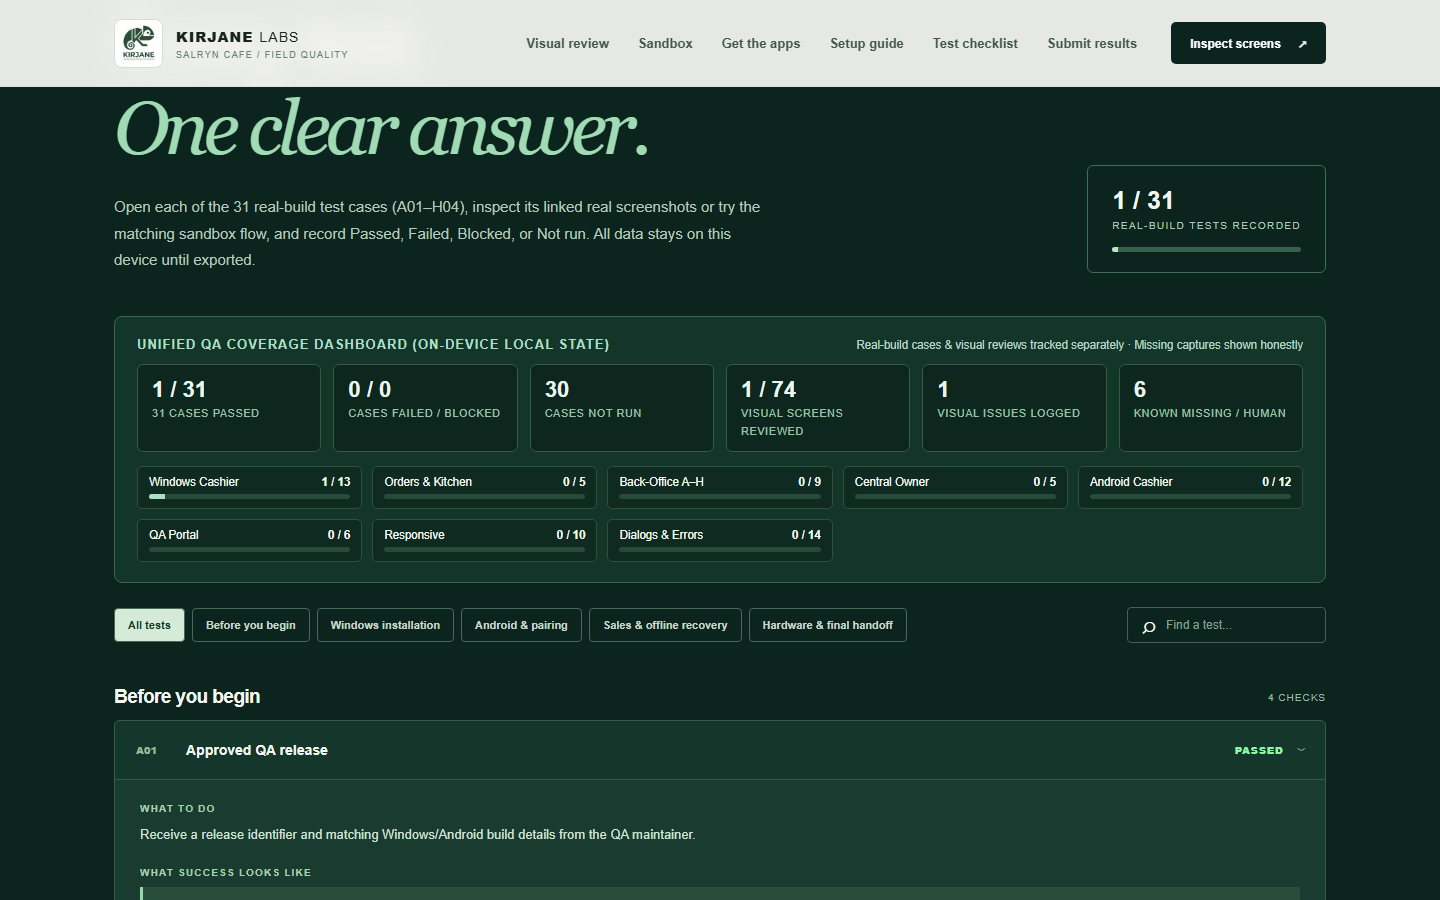 KIRJANE
KIRJANE LABS
SALRYN CAFE / FIELD QUALITY
Visual review
Sandbox
Get the apps
Setup guide
Test checklist
Submit results
Inspect screens ↗
One clear answer.
Open each of the 31 real-build test cases (A01–H04), inspect its linked real screenshots or try the
matching sandbox flow, and record Passed, Failed, Blocked, or Not run. All data stays on this
device until exported.
1 / 31
REAL-BUILD TESTS RECORDED
UNIFIED QA COVERAGE DASHBOARD (ON-DEVICE LOCAL STATE)
Real-build cases & visual reviews tracked separately · Missing captures shown honestly
1 / 31
31 CASES PASSED
0 / 0
CASES FAILED / BLOCKED
30
CASES NOT RUN
1 / 74
VISUAL SCREENS
REVIEWED
1
VISUAL ISSUES LOGGED
6
KNOWN MISSING / HUMAN
Windows Cashier 1 / 13
Orders & Kitchen 0 / 5
Back-Office A–H 0 / 9
Central Owner 0 / 5
Android Cashier 0 / 12
QA Portal 0 / 6
Responsive 0 / 10
Dialogs & Errors 0 / 14
All tests
Before you begin
Windows installation
Android & pairing
Sales & offline recovery
Hardware & final handoff
Find a test...
Before you begin
4 CHECKS
A01 Approved QA release PASSED
WHAT TO DO
Receive a release identifier and matching Windows/Android build details from the QA maintainer.
WHAT SUCCESS LOOKS LIKE